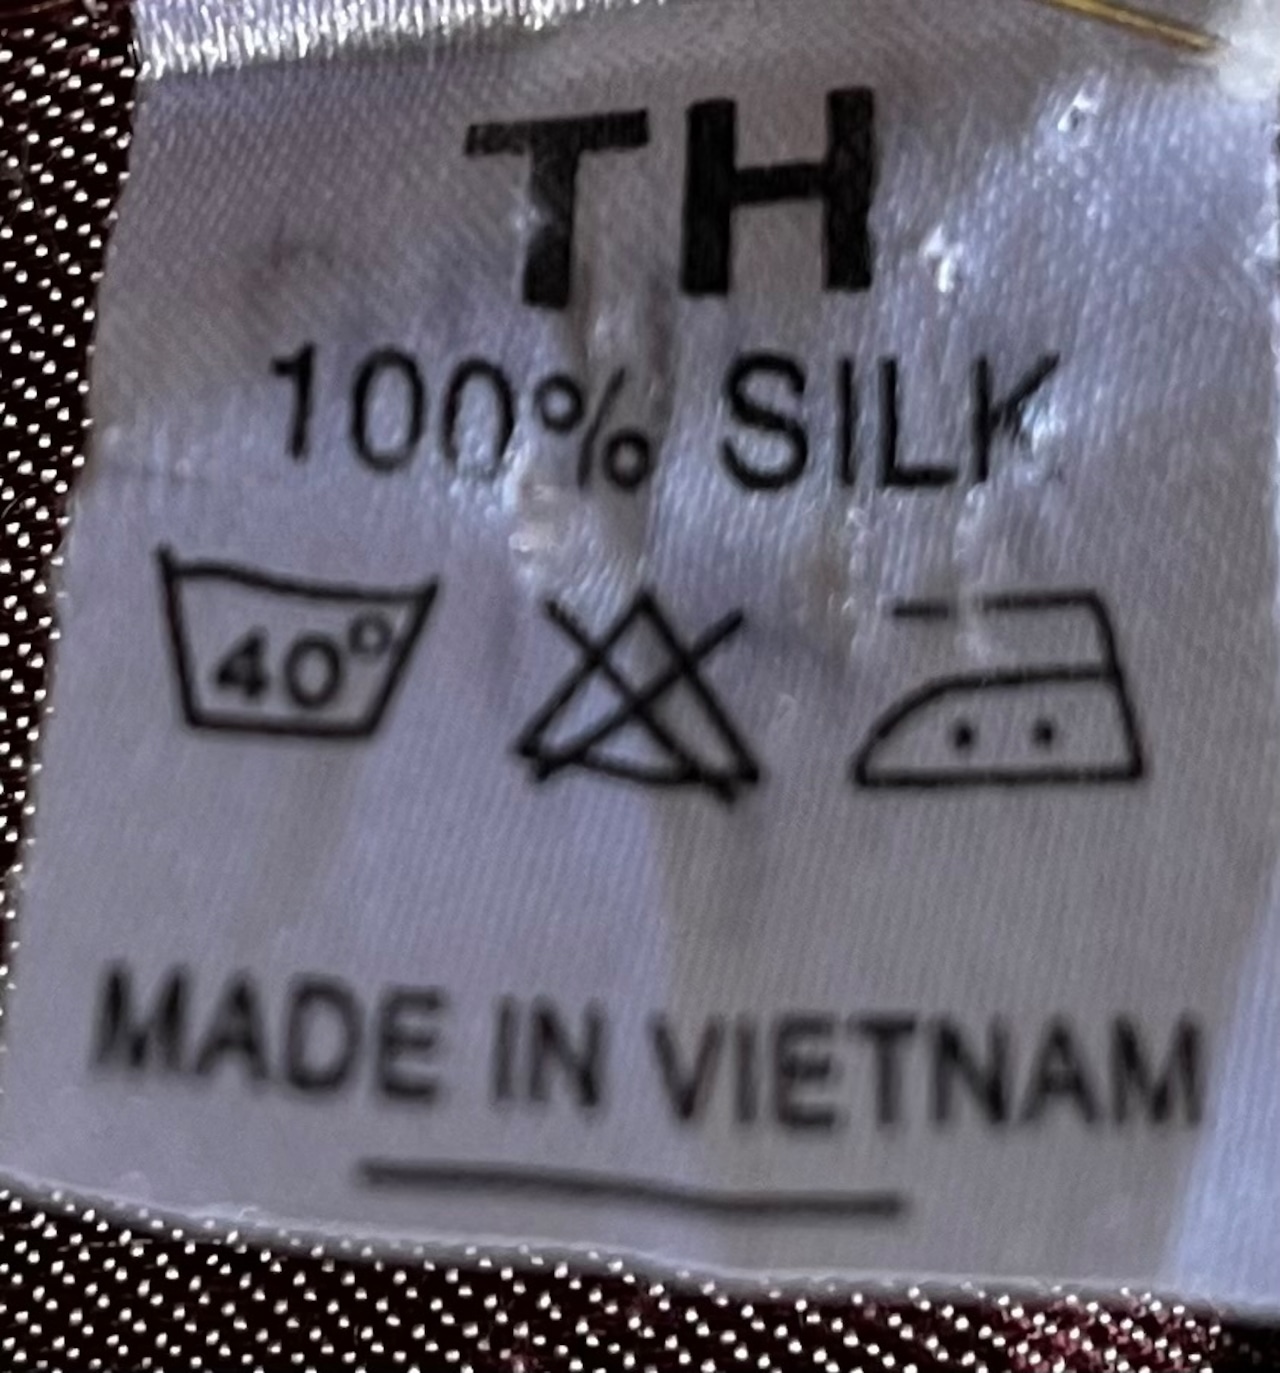 TH
100% SILK
40°
MADE IN VIETNAM